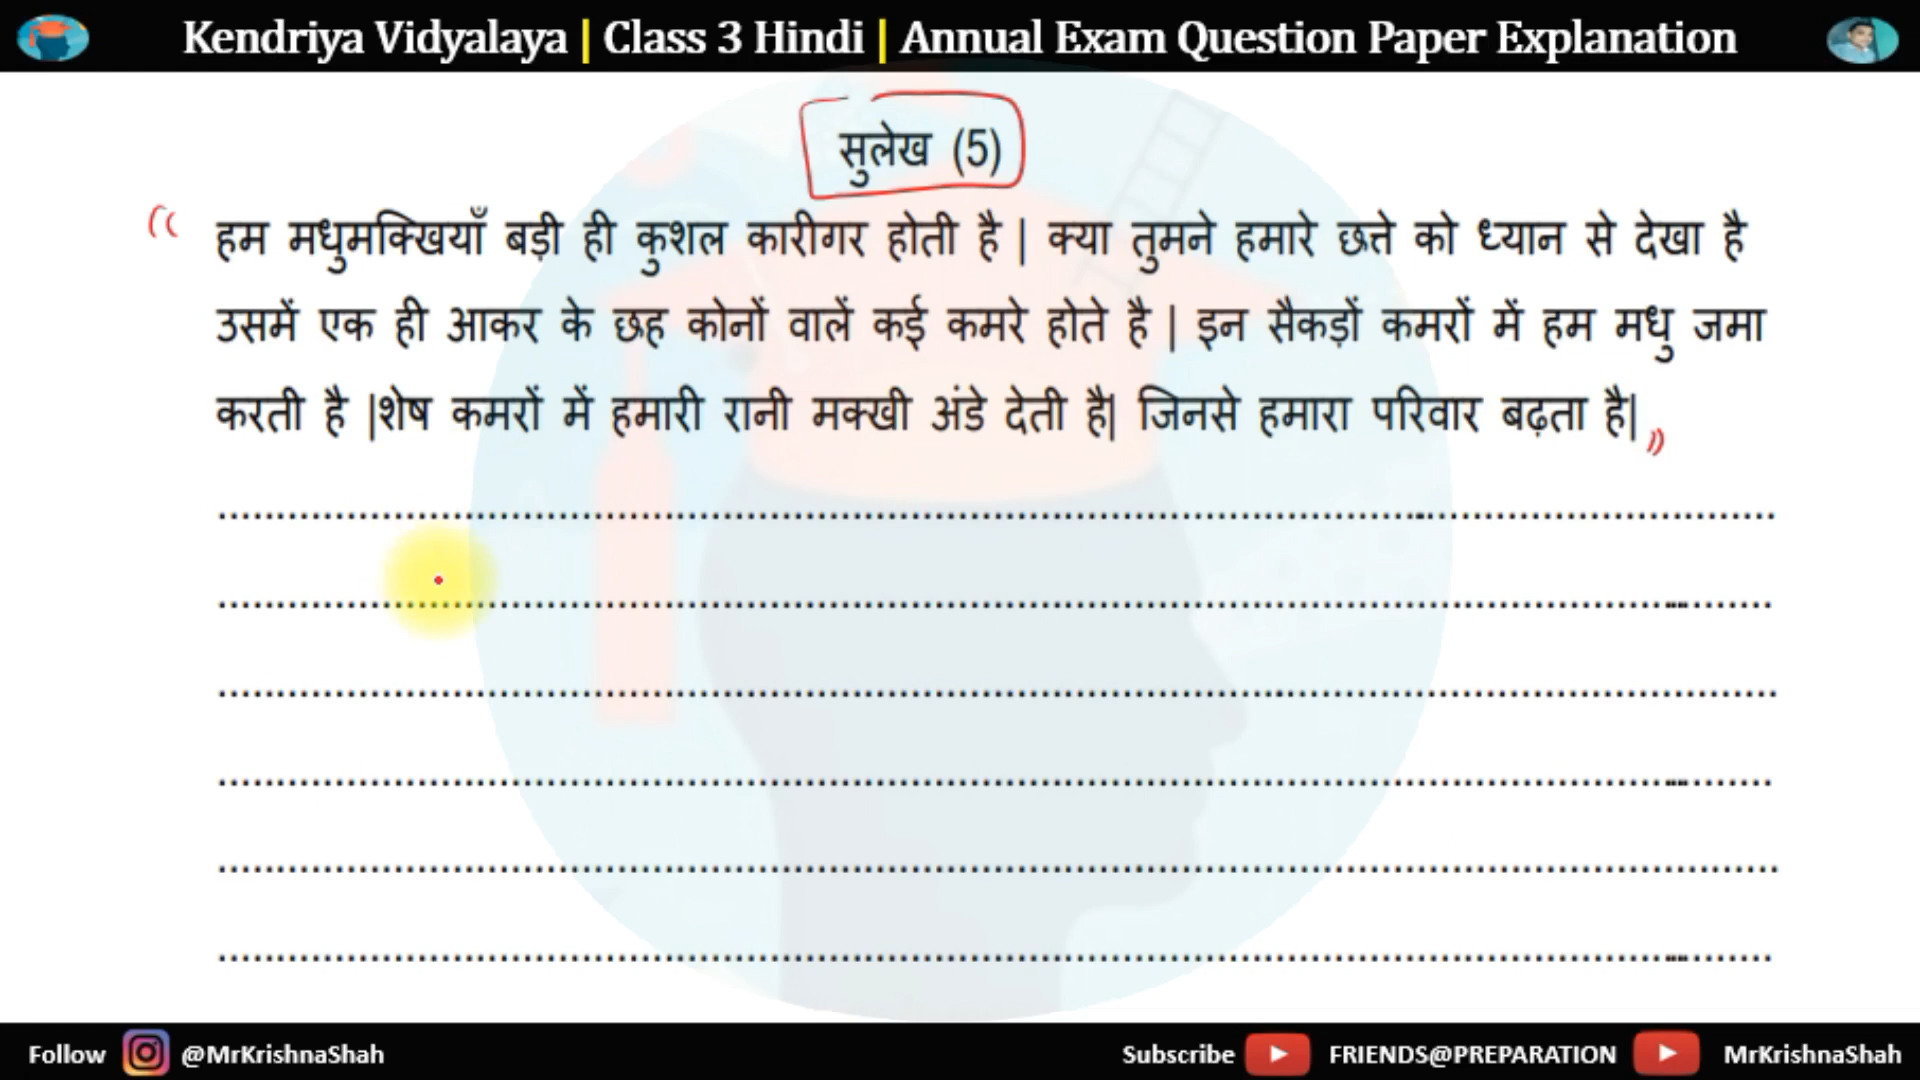 Kendriya Vidyalaya | Class 3 Hindi | Annual Exam Question Paper Explanation
सुलेख (5)
“ हम मधुमक्खियाँ बड़ी ही कुशल कारीगर होती है | क्या तुमने हमारे छत्ते को ध्यान से देखा है
उसमें एक ही आकर के छह कोनों वालें कई कमरे होते है | इन सैकड़ों कमरों में हम मधु जमा
करती है |शेष कमरों में हमारी रानी मक्खी अंडे देती है| जिनसे हमारा परिवार बढ़ता है| ”
Follow @MrKrishnaShah Subscribe FRIENDS@PREPARATION MrKrishnaShah